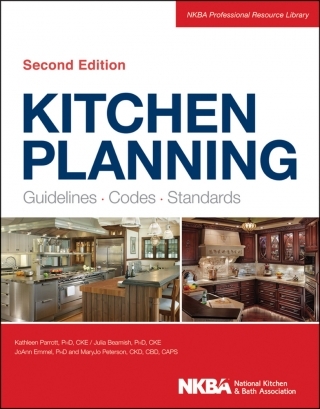 NKBA Professional Resource Library
Second Edition
KITCHEN
PLANNING
Guidelines · Codes · Standards
Kathleen Parrott, PhD, CKE / Julia Beamish, PhD, CKE
JoAnn Emmel, PhD and MaryJo Peterson, CKD, CBD, CAPS
NKBA
National Kitchen
& Bath Association